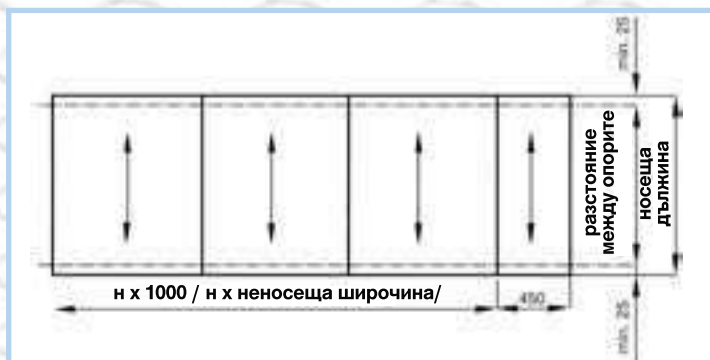 min. 25
разстояние
между опорите
носеща
дължина
н х 1000 / н х неносеща широчина/
450
min. 25